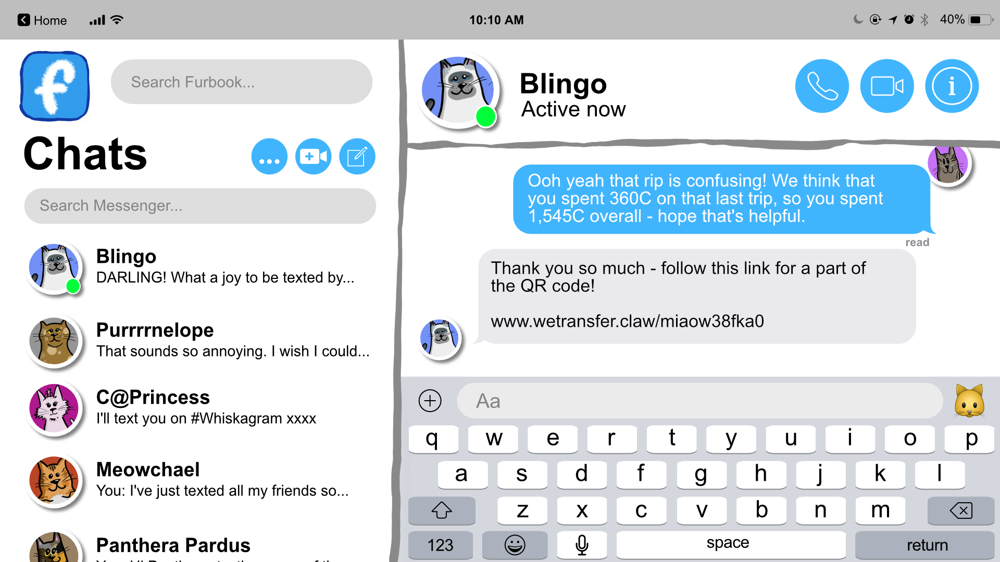 Home
10:10 AM
40%
f
Search Furbook...
Chats
Search Messenger...
Blingo
DARLING! What a joy to be texted by...
Purrrrnelope
That sounds so annoying. I wish I could...
C@Princess
I'll text you on #Whiskagram xxxx
Meowchael
You: I've just texted all my friends so...
Panthera Pardus
Blingo
Active now
i
Ooh yeah that rip is confusing! We think that
you spent 360C on that last trip, so you spent
1,545C overall - hope that's helpful.
read
Thank you so much - follow this link for a part of
the QR code!
www.wetransfer.claw/miaow38fka0
Aa
q w e r t y u i o p
a s d f g h j k l
z x c v b n m
123 space return